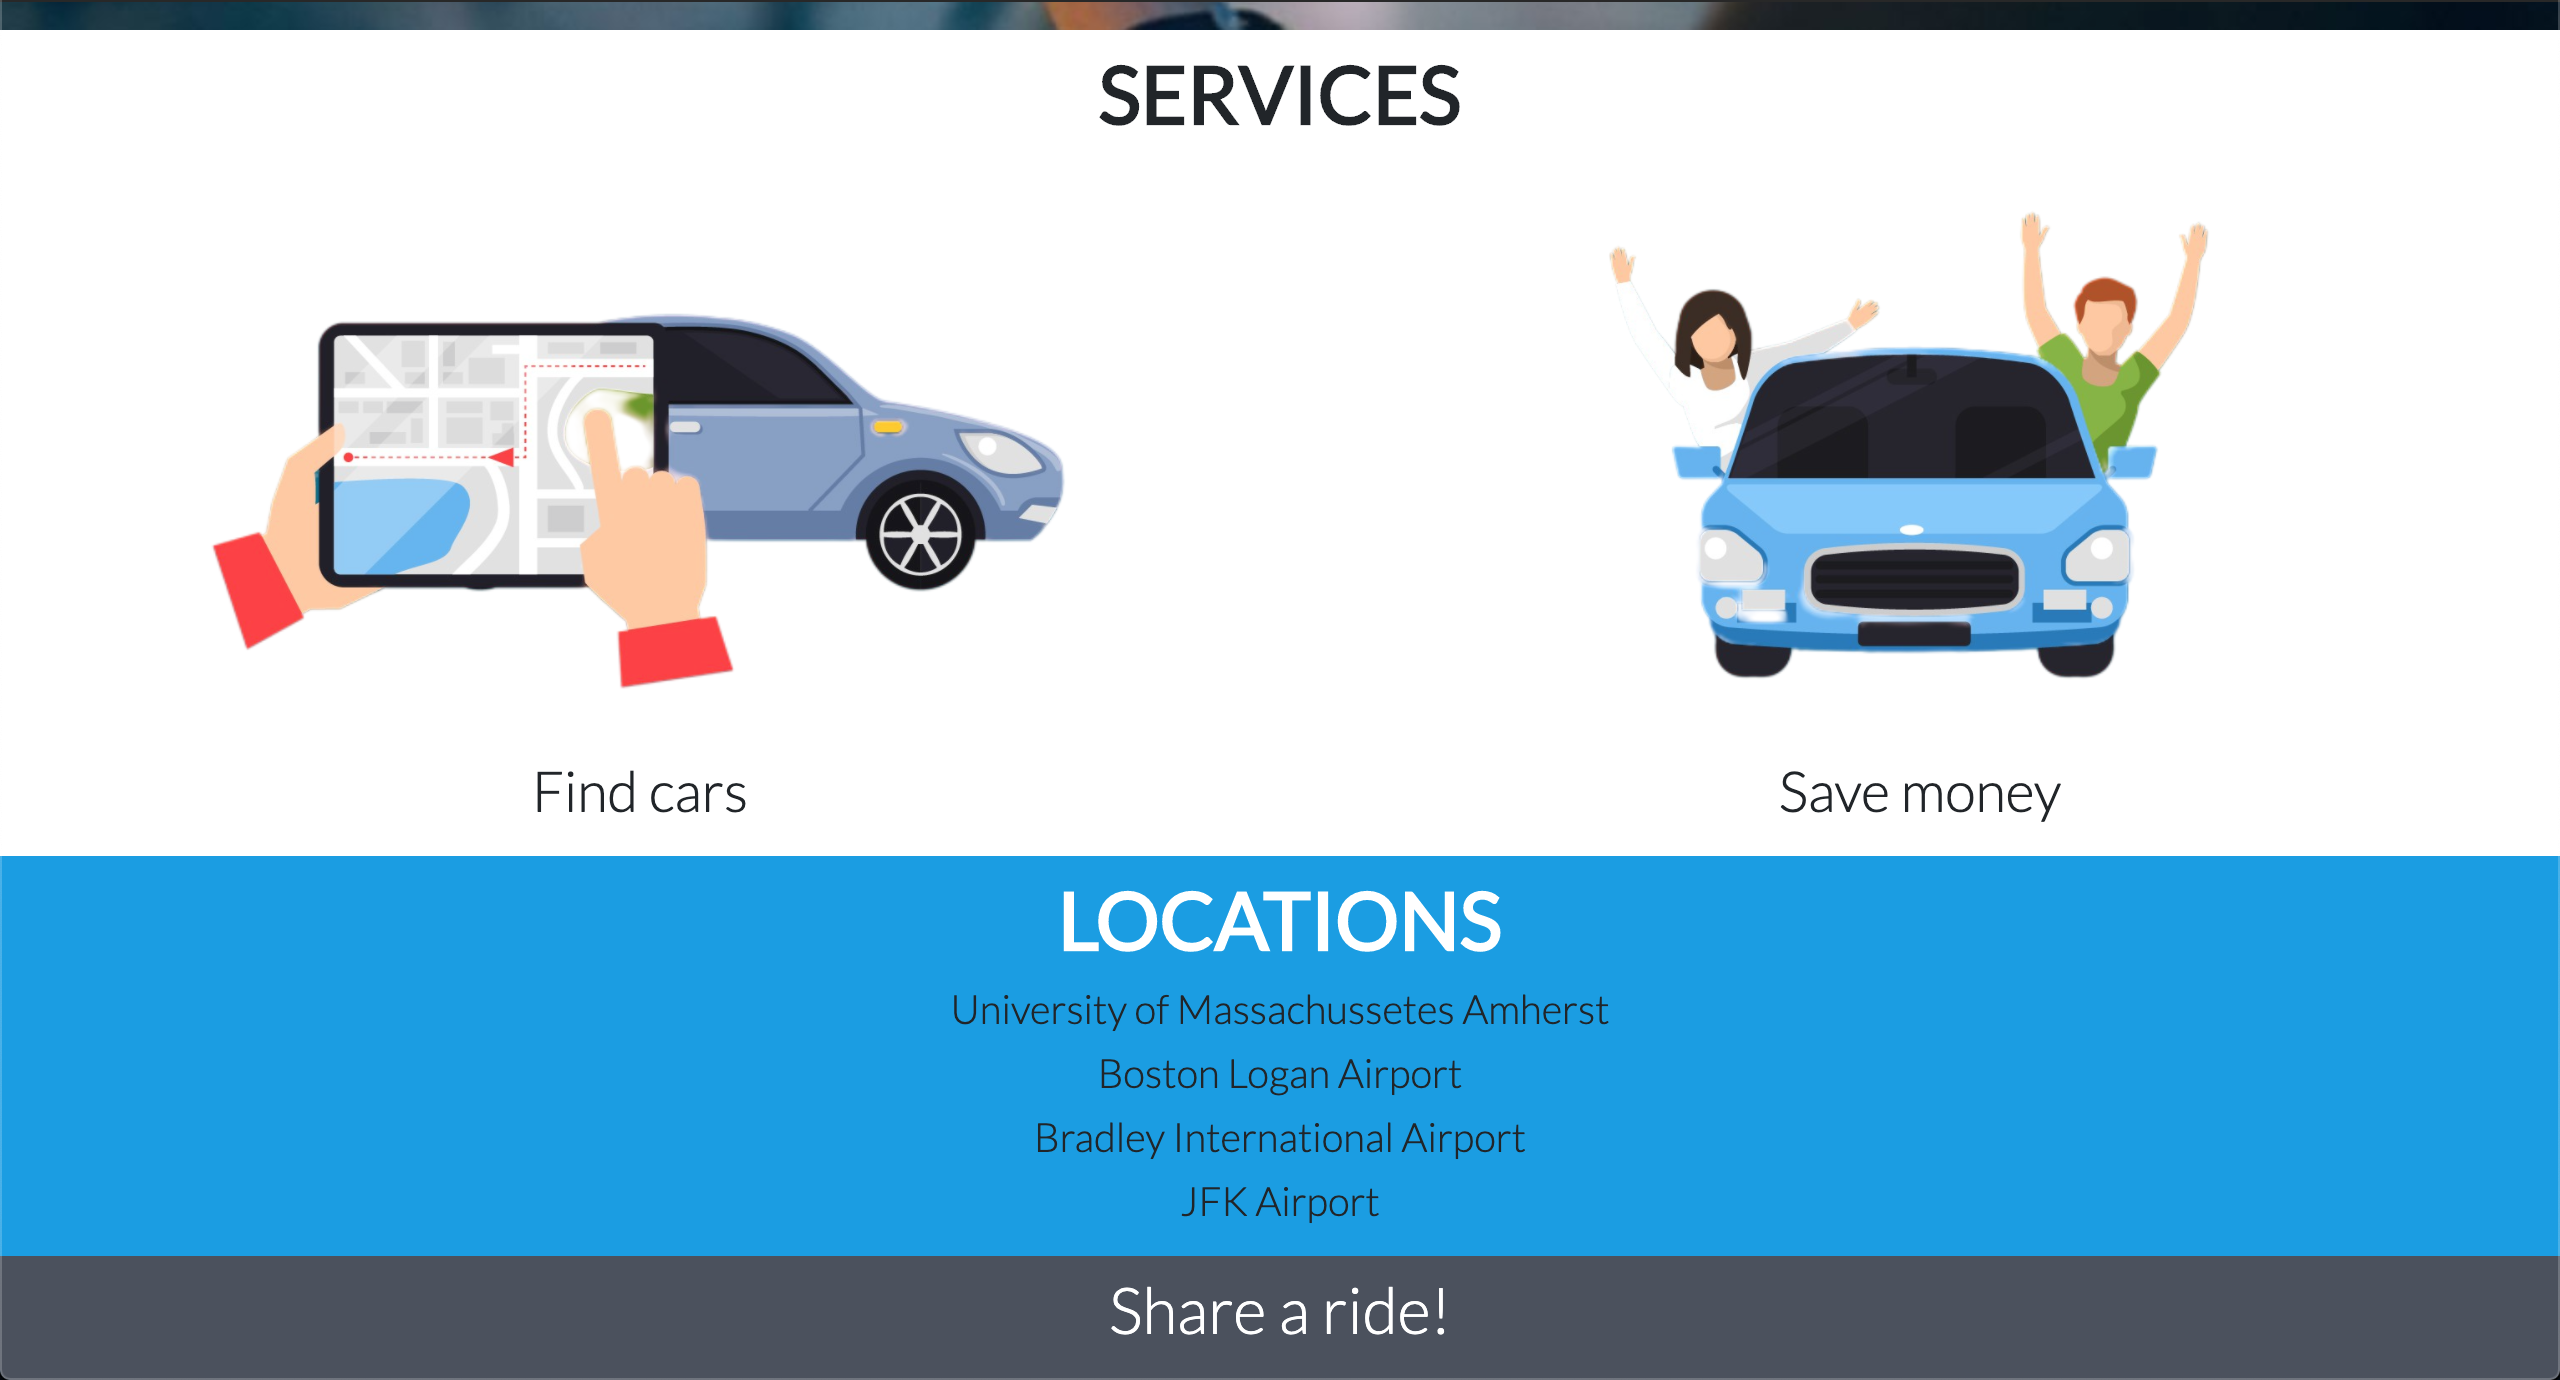 SERVICES
Find cars
Save money
LOCATIONS
University of Massachussetes Amherst
Boston Logan Airport
Bradley International Airport
JFK Airport
Share a ride!